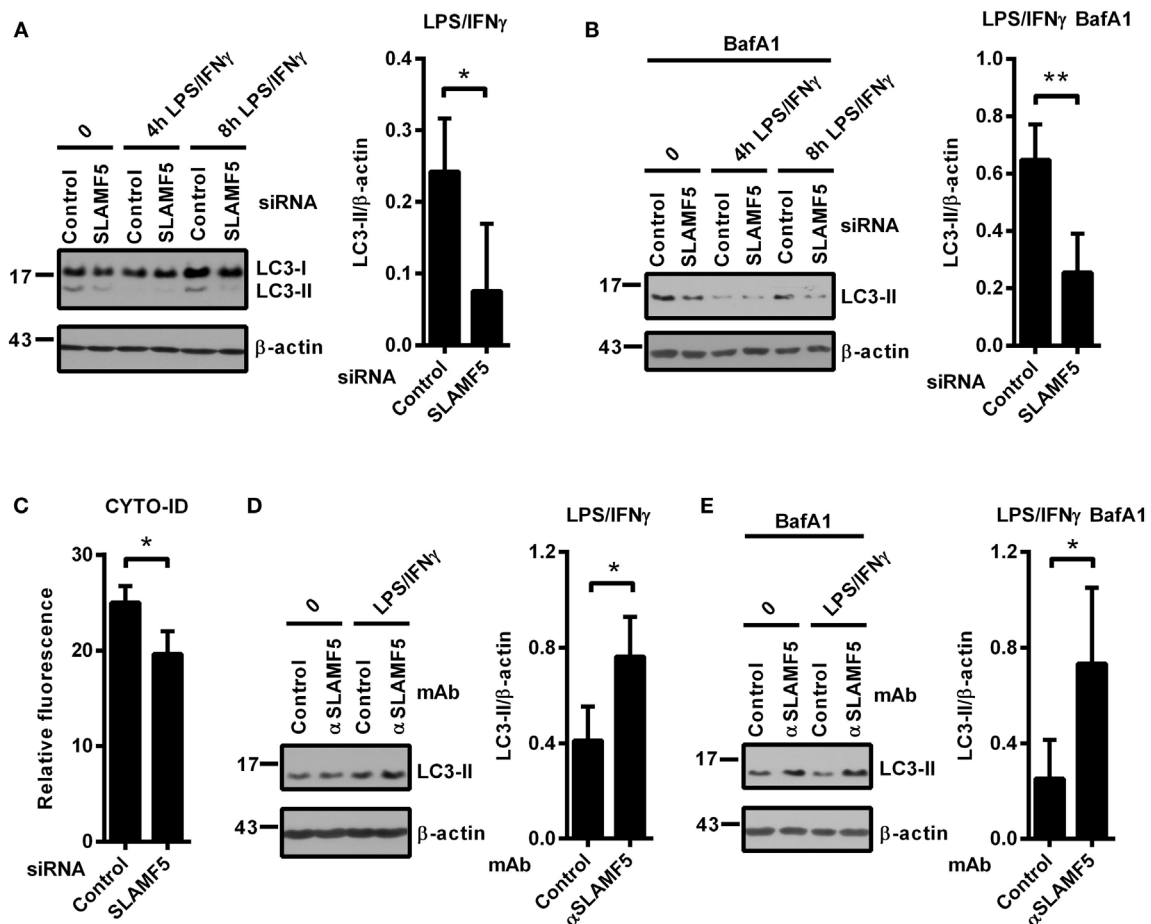 A
0
4h LPS/IFNγ
8h LPS/IFNγ
Control
SLAMF5
Control
SLAMF5
Control
SLAMF5
siRNA
17
LC3-I
LC3-II
43
β-actin
LPS/IFNγ
*
LC3-II/β-actin
0.4
0.3
0.2
0.1
0.0
siRNA
Control
SLAMF5
B
BafA1
0
4h LPS/IFNγ
8h LPS/IFNγ
Control
SLAMF5
Control
SLAMF5
Control
SLAMF5
siRNA
17
LC3-II
43
β-actin
LPS/IFNγ BafA1
**
LC3-II/β-actin
1.0
0.8
0.6
0.4
0.2
0.0
siRNA
Control
SLAMF5
C
CYTO-ID
*
Relative fluorescence
30
20
10
0
siRNA
Control
SLAMF5
D
0
LPS/IFNγ
Control
αSLAMF5
Control
αSLAMF5
mAb
17
LC3-II
43
β-actin
LPS/IFNγ
*
LC3-II/β-actin
1.2
0.8
0.4
0.0
mAb
Control
αSLAMF5
E
BafA1
0
LPS/IFNγ
Control
αSLAMF5
Control
αSLAMF5
mAb
17
LC3-II
43
β-actin
LPS/IFNγ BafA1
*
LC3-II/β-actin
1.2
0.8
0.4
0.0
mAb
Control
αSLAMF5